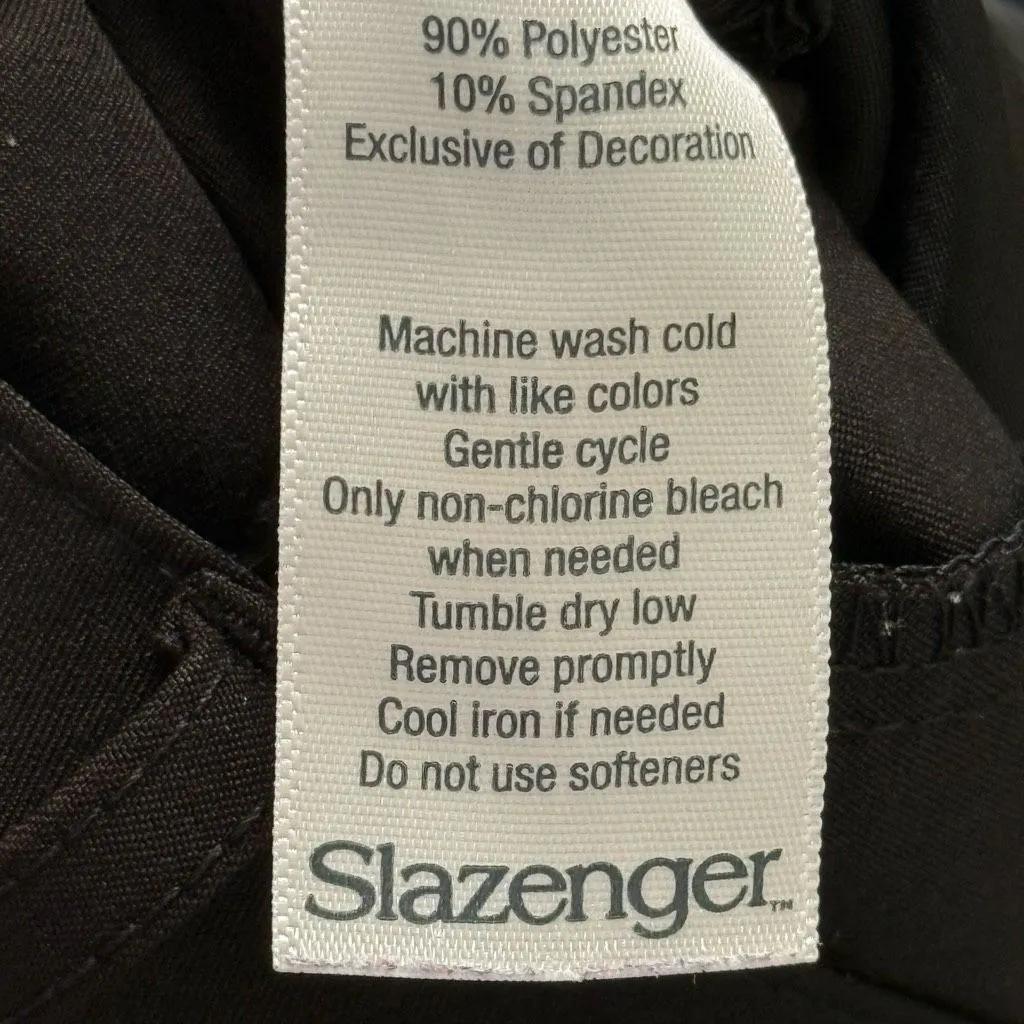 90% Polyester
10% Spandex
Exclusive of Decoration
Machine wash cold
with like colors
Gentle cycle
Only non-chlorine bleach
when needed
Tumble dry low
Remove promptly
Cool iron if needed
Do not use softeners
Slazenger™